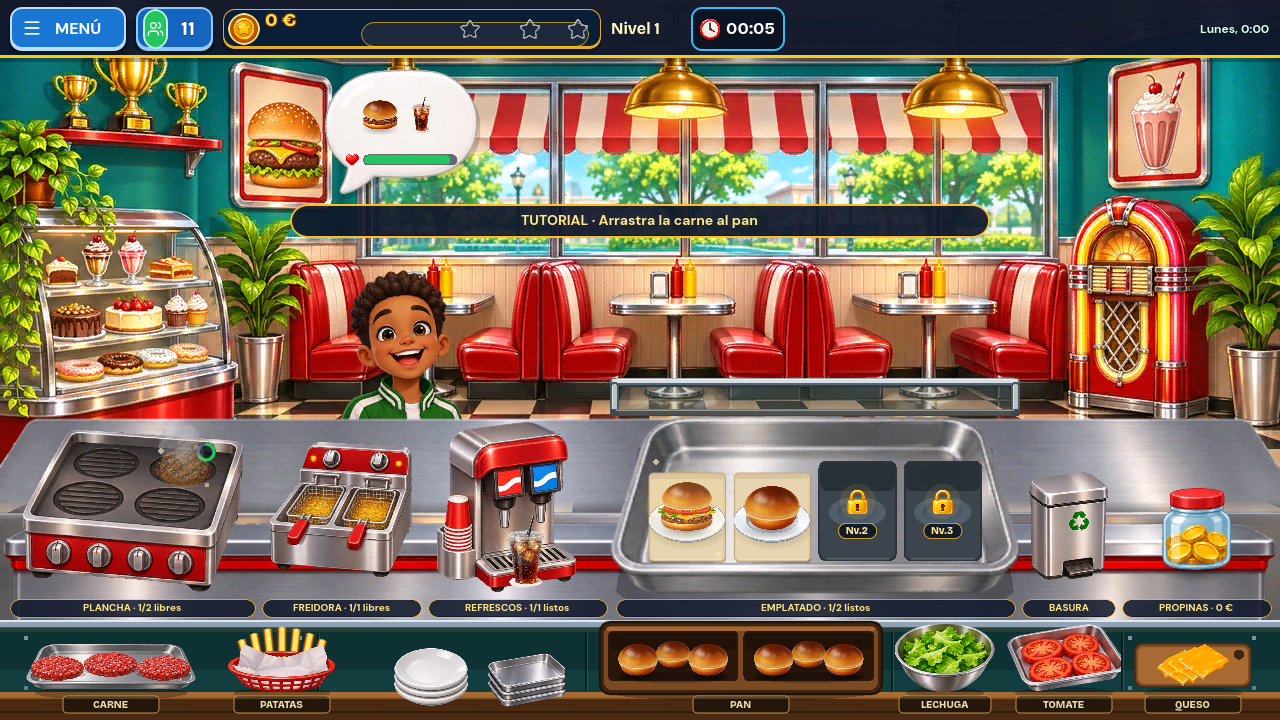 MENÚ
11
0 €
Nivel 1
00:05
Lunes, 0:00
TUTORIAL · Arrastra la carne al pan
Nv.2
Nv.3
PLANCHA · 1/2 libres
FREIDORA · 1/1 libres
REFRESCOS · 1/1 listos
EMPLATADO · 1/2 listos
BASURA
PROPINAS · 0 €
CARNE
PATATAS
PAN
LECHUGA
TOMATE
QUESO